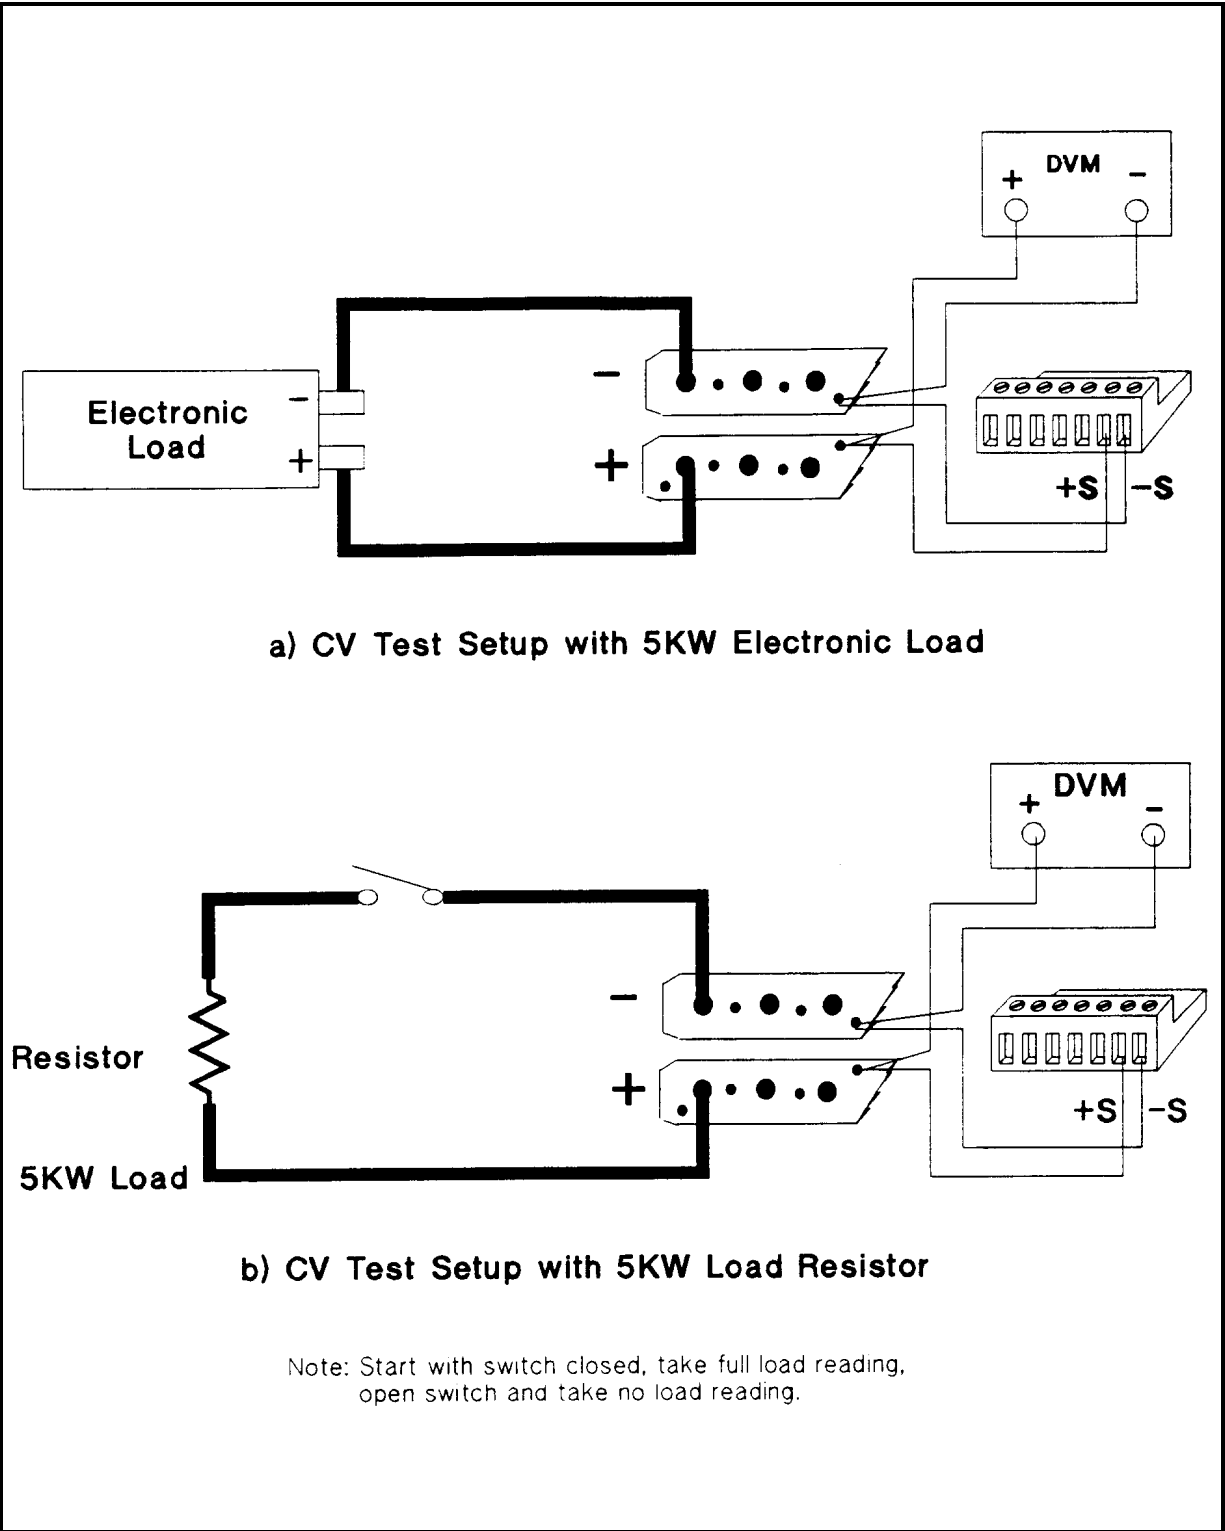 DVM
+ -
-
Electronic
Load
-
+
+
+S -S
a) CV Test Setup with 5KW Electronic Load
DVM
+ -
-
Resistor
+
+S -S
5KW Load
b) CV Test Setup with 5KW Load Resistor
Note: Start with switch closed, take full load reading,
open switch and take no load reading.